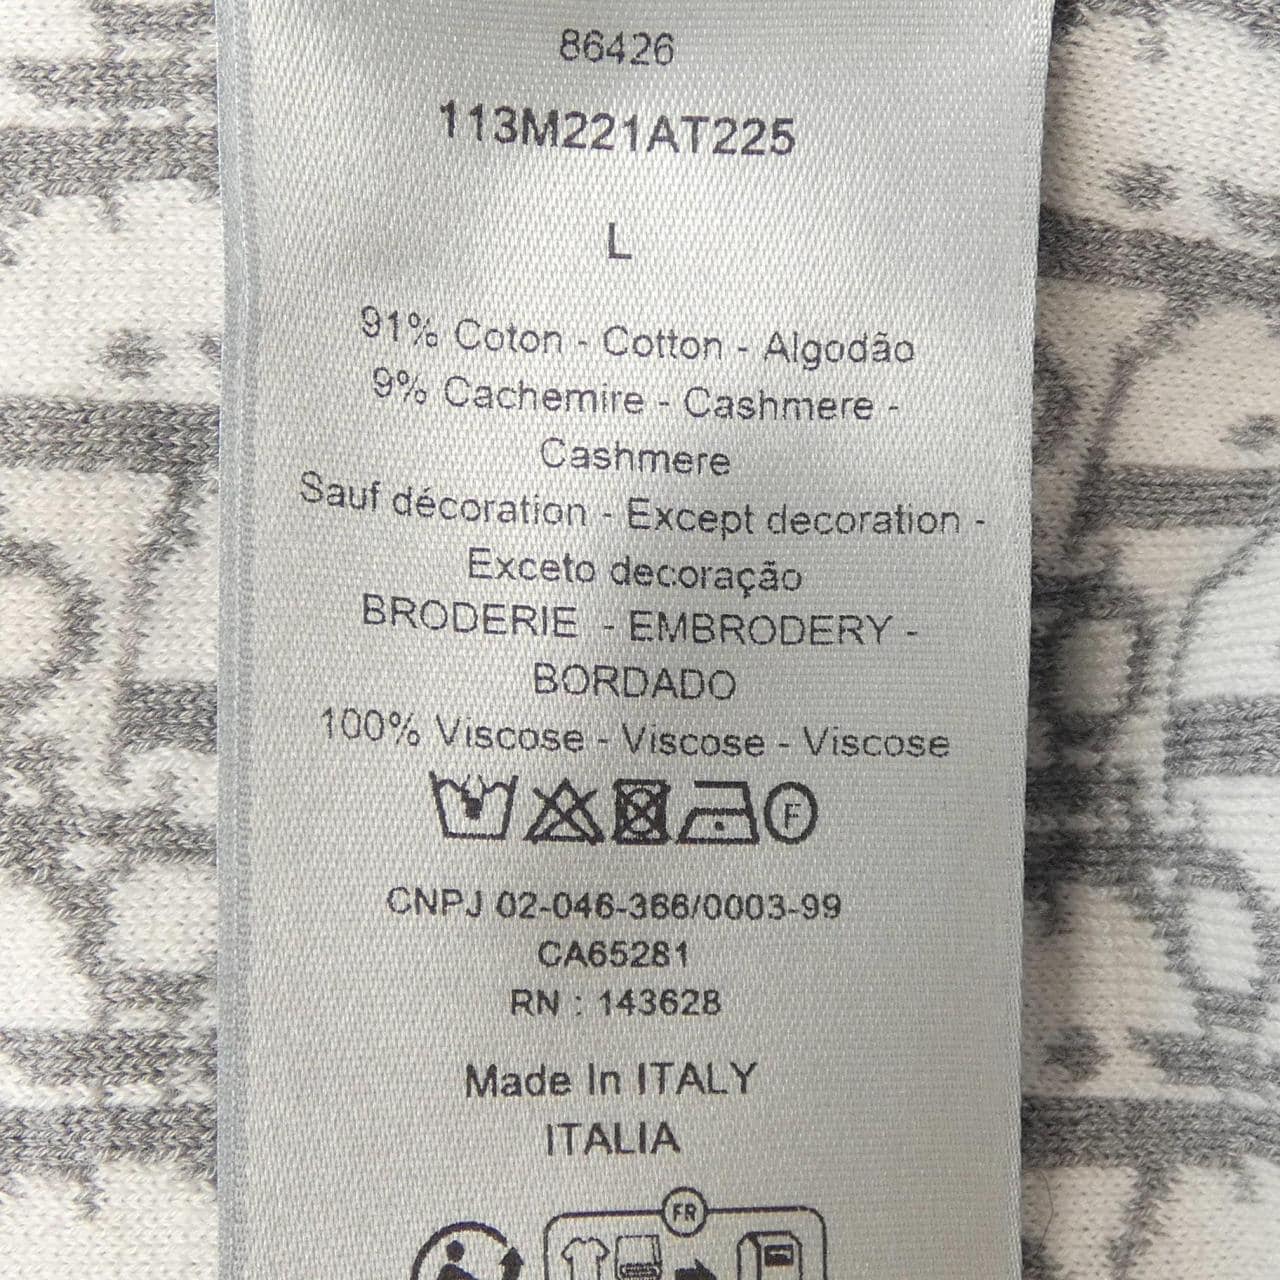 86426
113M221AT225
L
91% Coton - Cotton - Algodão
9% Cachemire - Cashmere -
Cashmere
Sauf décoration - Except decoration -
Exceto decoração
BRODERIE - EMBRODERY -
BORDADO
100% Viscose - Viscose - Viscose
F
CNPJ 02-046-366/0003-99
CA65281
RN : 143628
Made In ITALY
ITALIA
FR